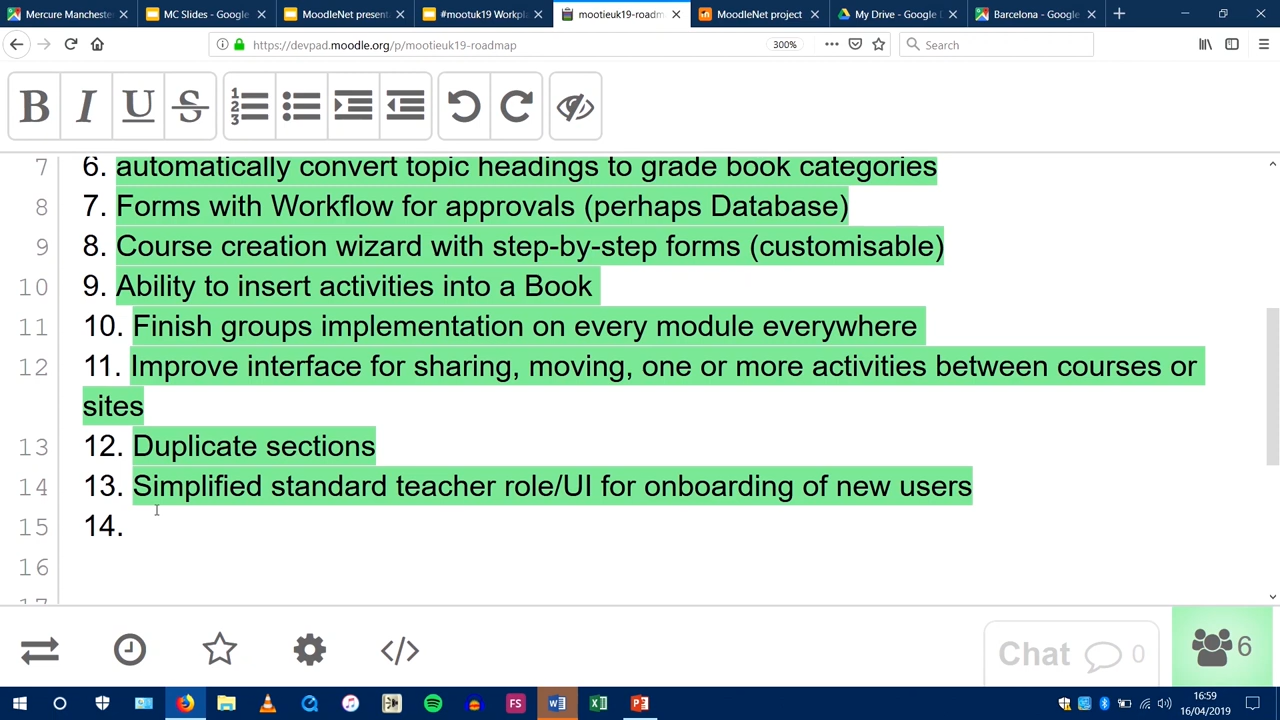 Mercure Manchester
MC Slides - Google
MoodleNet present
#mootuk19 Workpl
mootieuk19-roadm
MoodleNet project
My Drive - Google D
Barcelona - Google
https://devpad.moodle.org/p/mootieuk19-roadmap
300%
Search
B I U S
7 6. automatically convert topic headings to grade book categories
8 7. Forms with Workflow for approvals (perhaps Database)
9 8. Course creation wizard with step-by-step forms (customisable)
10 9. Ability to insert activities into a Book
11 10. Finish groups implementation on every module everywhere
12 11. Improve interface for sharing, moving, one or more activities between courses or
sites
13 12. Duplicate sections
14 13. Simplified standard teacher role/UI for onboarding of new users
15 14.
16
17
Chat 0
6
FS
16:59
16/04/2019